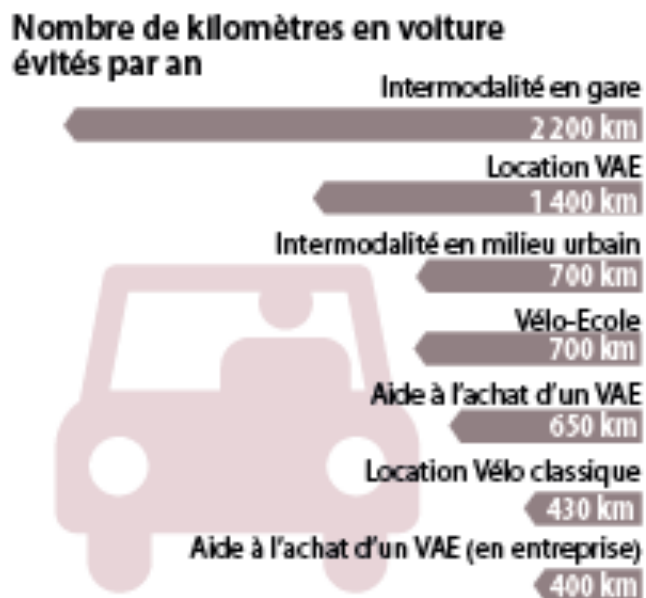 Nombre de kilomètres en voiture
évités par an
Intermodalité en gare
2 200 km
Location VAE
1 400 km
Intermodalité en milieu urbain
700 km
Vélo-Ecole
700 km
Aide à l'achat d'un VAE
650 km
Location Vélo classique
430 km
Aide à l'achat d'un VAE (en entreprise)
400 km